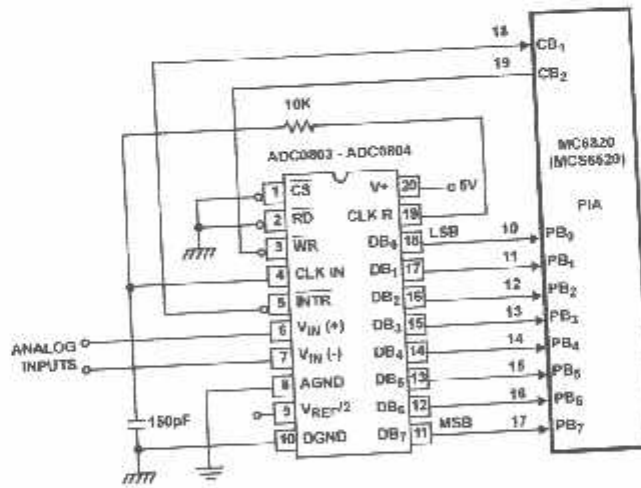 18
CB1
19
CB2
10K
MC6820
(MCS6520)
PIA
ADC0803 - ADC0804
1 CS V+ 20 5V
2 RD CLK R 19
3 WR DB0 18 LSB 10 PB0
4 CLK IN DB1 17 11 PB1
5 INTR DB2 16 12 PB2
6 VIN (+) DB3 15 13 PB3
ANALOG
INPUTS
7 VIN (-) DB4 14 14 PB4
8 AGND DB5 13 15 PB5
9 VREF/2 DB6 12 16 PB6
10 DGND DB7 11 MSB 17 PB7
150pF